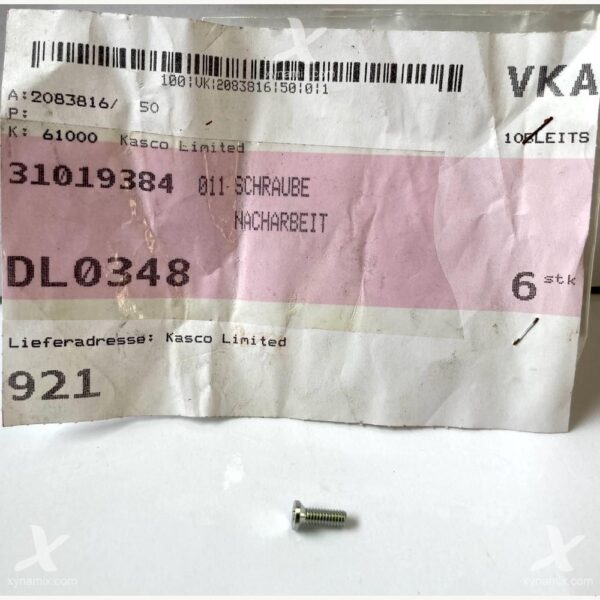 100|VK|2083816|50|0|1
VKA
A:2083816/ 50
P:
K: 61000 Kasco Limited
LEITS
31019384 011 SCHRAUBE
NACHARBEIT
DL0348
6 stk
Lieferadresse: Kasco Limited
921
xynamix.com
xynamix.com